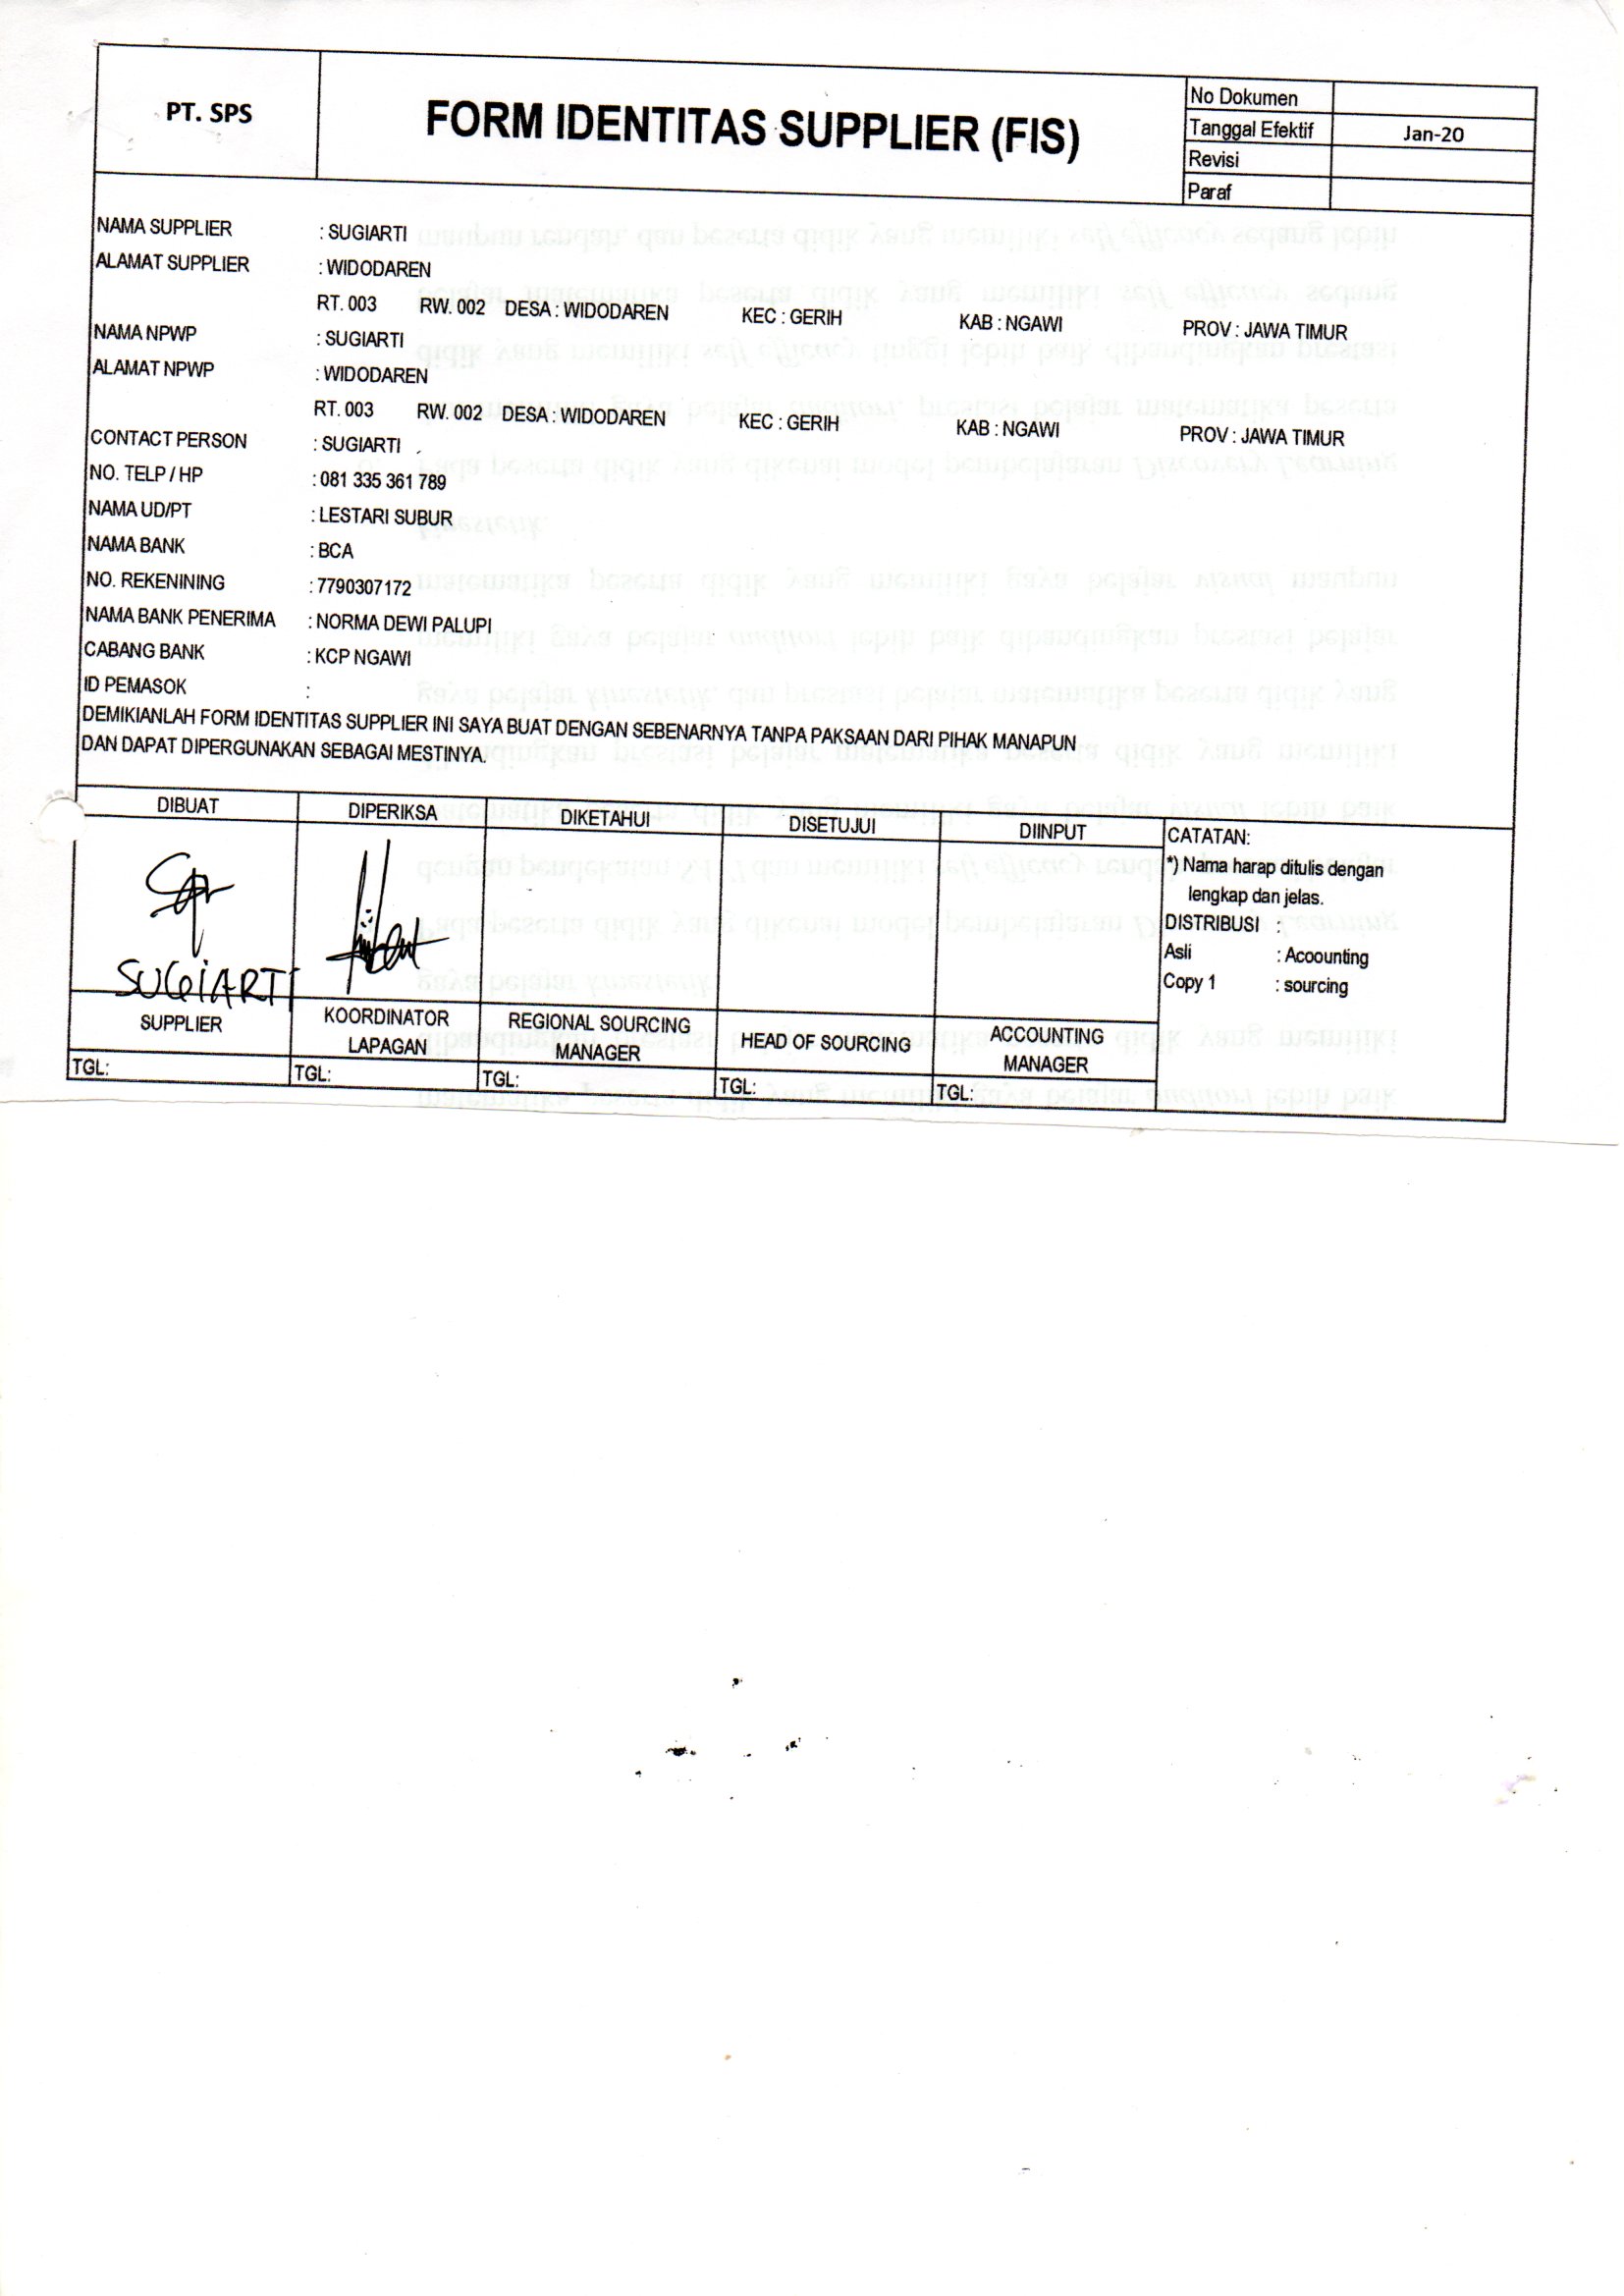 PT. SPS
FORM IDENTITAS SUPPLIER (FIS)
No Dokumen
Tanggal Efektif Jan-20
Revisi
Paraf
NAMA SUPPLIER : SUGIARTI
ALAMAT SUPPLIER : WIDODAREN
RT. 003 RW. 002 DESA : WIDODAREN KEC : GERIH KAB : NGAWI PROV : JAWA TIMUR
NAMA NPWP : SUGIARTI
ALAMAT NPWP : WIDODAREN
RT. 003 RW. 002 DESA : WIDODAREN KEC : GERIH KAB : NGAWI PROV : JAWA TIMUR
CONTACT PERSON : SUGIARTI
NO. TELP / HP : 081 335 361 789
NAMA UD/PT : LESTARI SUBUR
NAMA BANK : BCA
NO. REKENINING : 7790307172
NAMA BANK PENERIMA : NORMA DEWI PALUPI
CABANG BANK : KCP NGAWI
ID PEMASOK :
DEMIKIANLAH FORM IDENTITAS SUPPLIER INI SAYA BUAT DENGAN SEBENARNYA TANPA PAKSAAN DARI PIHAK MANAPUN
DAN DAPAT DIPERGUNAKAN SEBAGAI MESTINYA.
DIBUAT DIPERIKSA DIKETAHUI DISETUJUI DIINPUT
SUGIARTI
SUPPLIER
KOORDINATOR
LAPAGAN
REGIONAL SOURCING
MANAGER
HEAD OF SOURCING
ACCOUNTING
MANAGER
TGL: TGL: TGL: TGL: TGL:
CATATAN:
*) Nama harap ditulis dengan
lengkap dan jelas.
DISTRIBUSI :
Asli : Acoounting
Copy 1 : sourcing